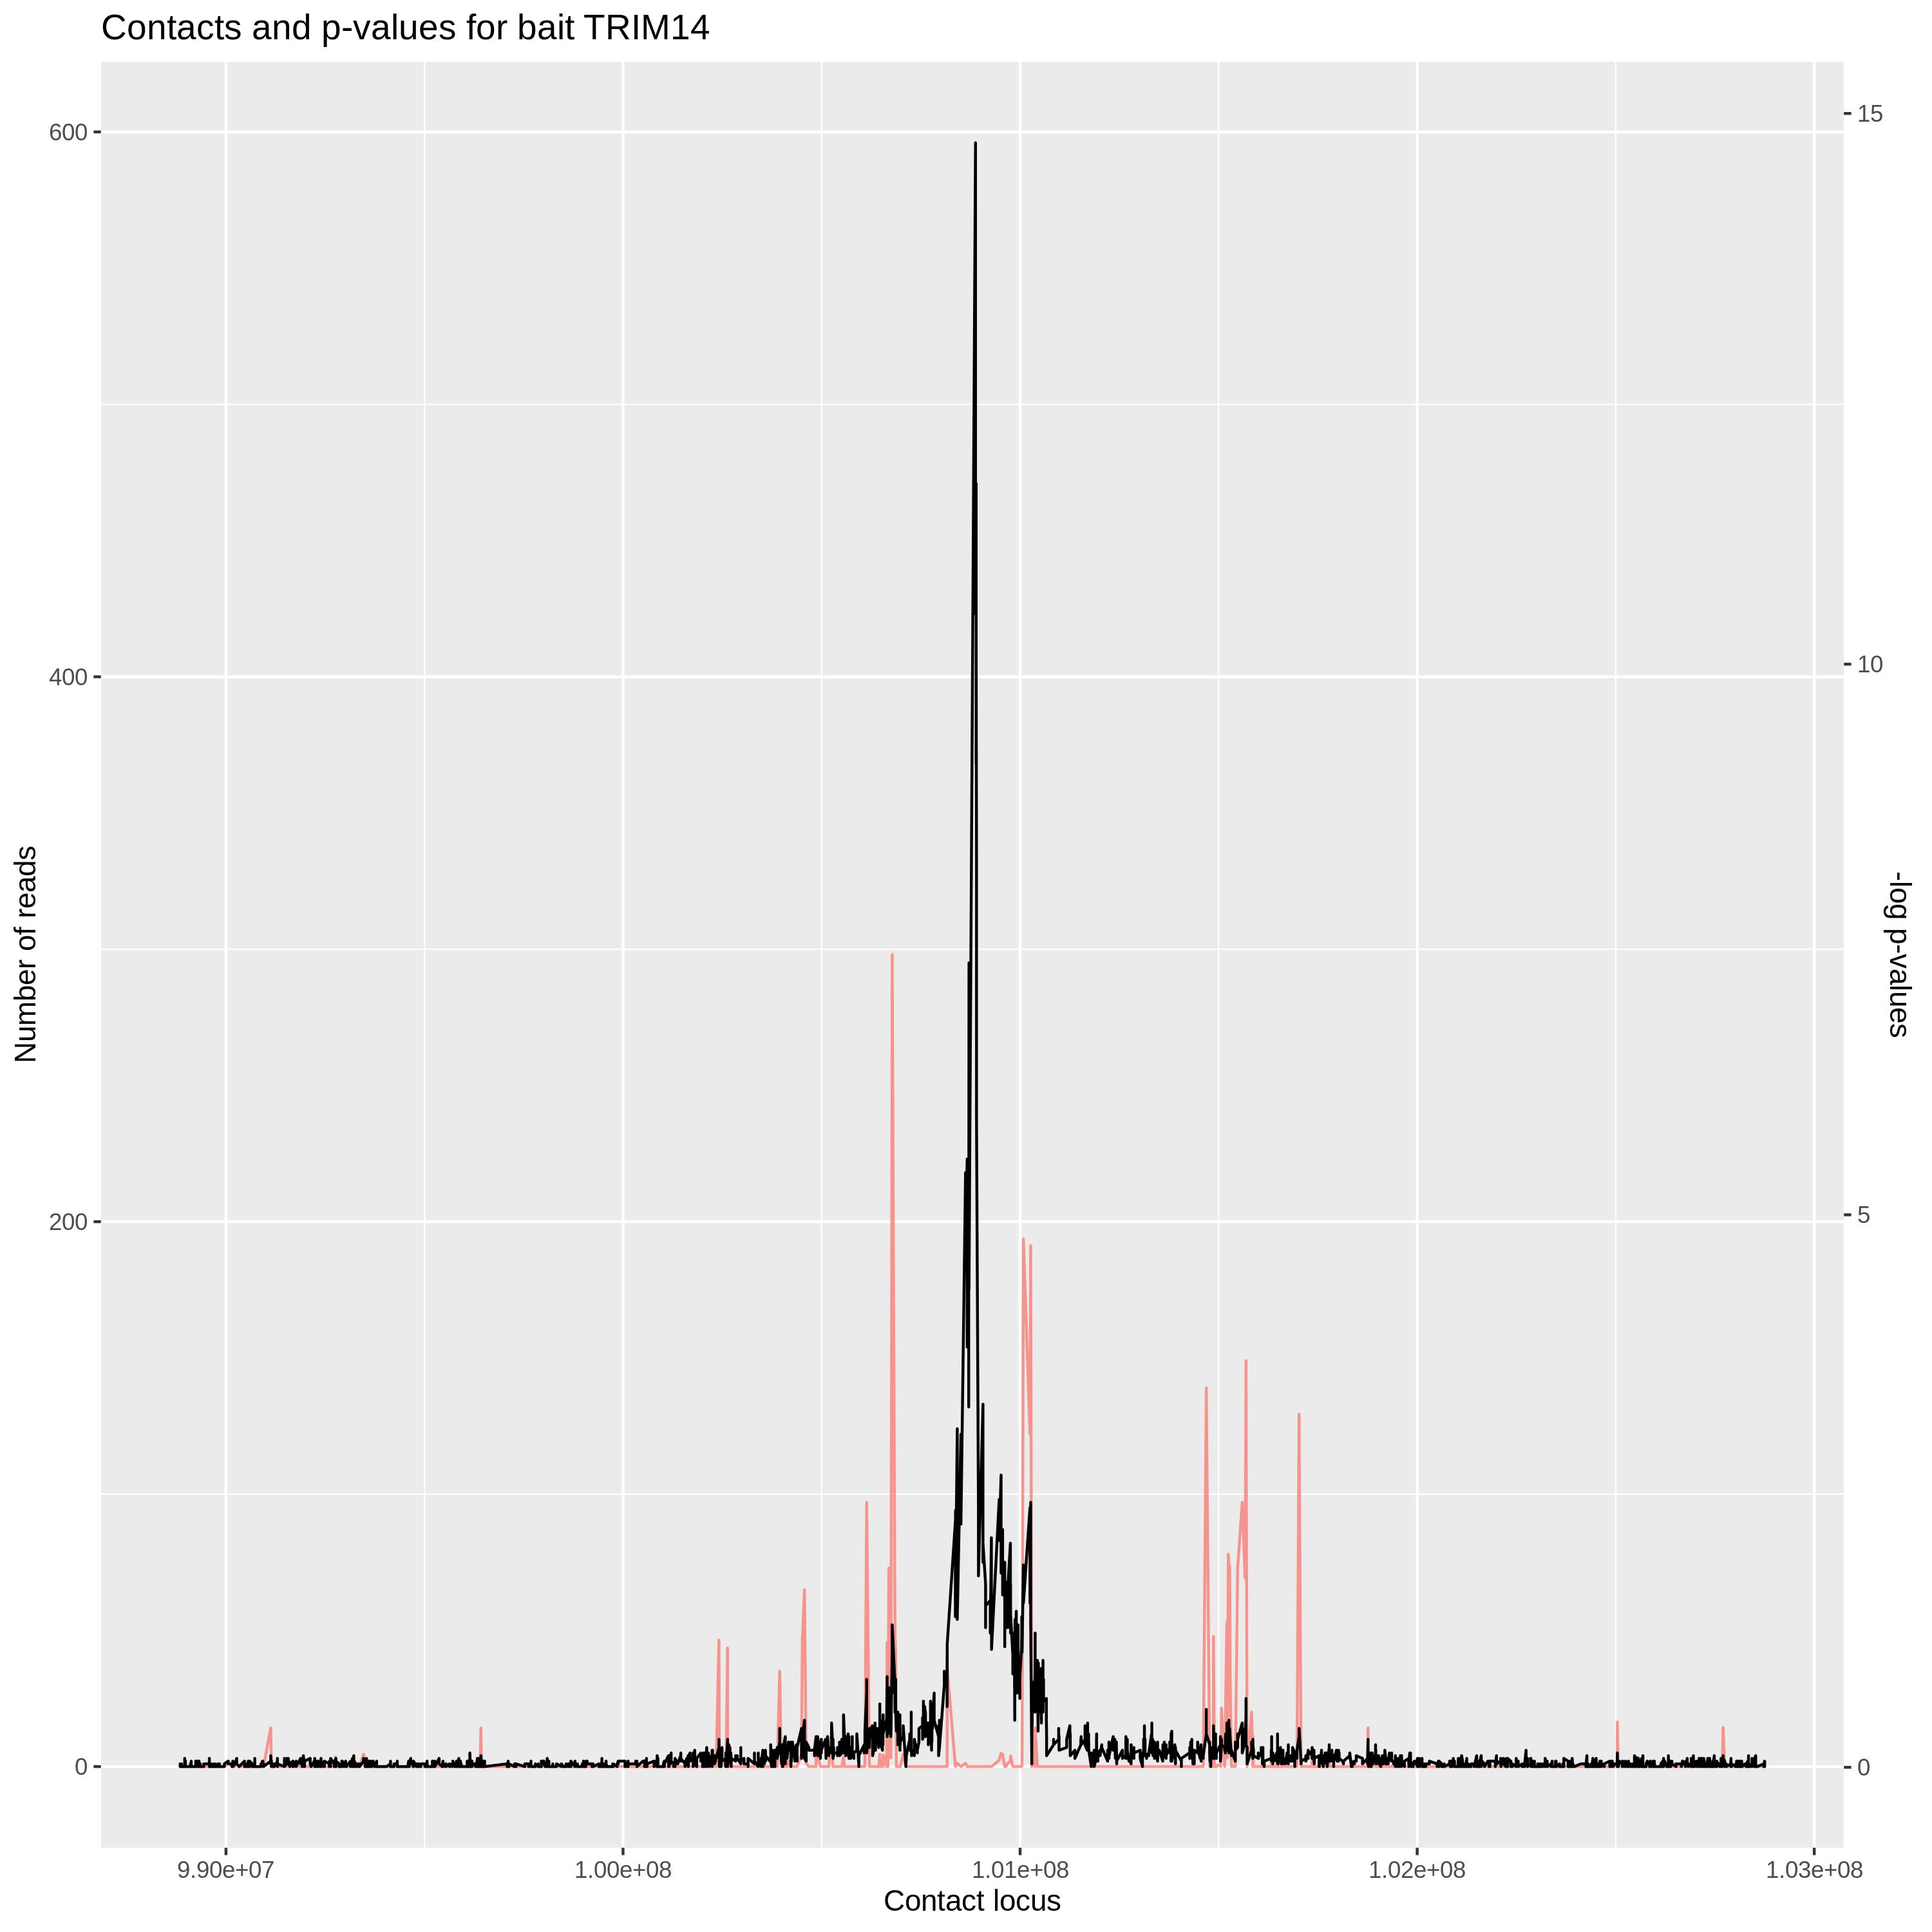 Contacts and p-values for bait TRIM14
600
400
200
0
15
10
5
0
Number of reads
-log p-values
9.90e+07
1.00e+08
1.01e+08
1.02e+08
1.03e+08
Contact locus